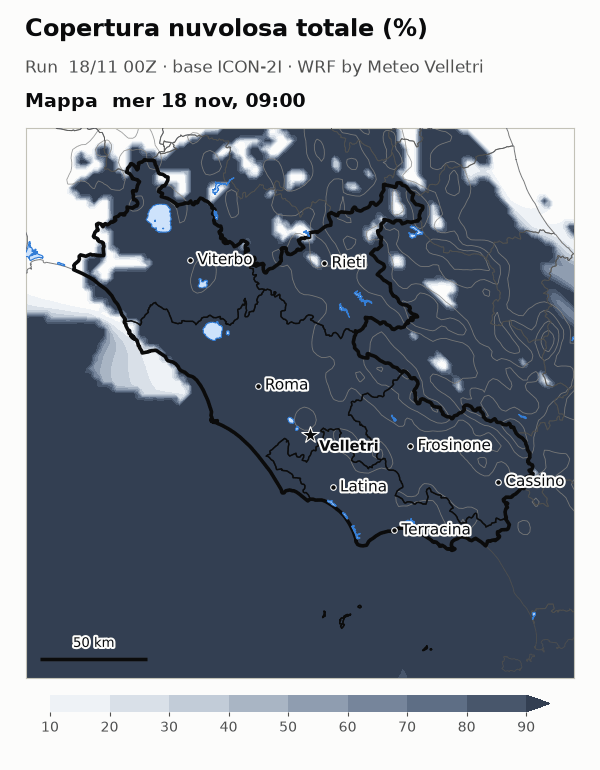 Copertura nuvolosa totale (%)
Run 18/11 00Z · base ICON-2I · WRF by Meteo Velletri
Mappa mer 18 nov, 09:00
Viterbo
Rieti
Roma
Velletri
Frosinone
Cassino
Latina
Terracina
50 km
10 20 30 40 50 60 70 80 90